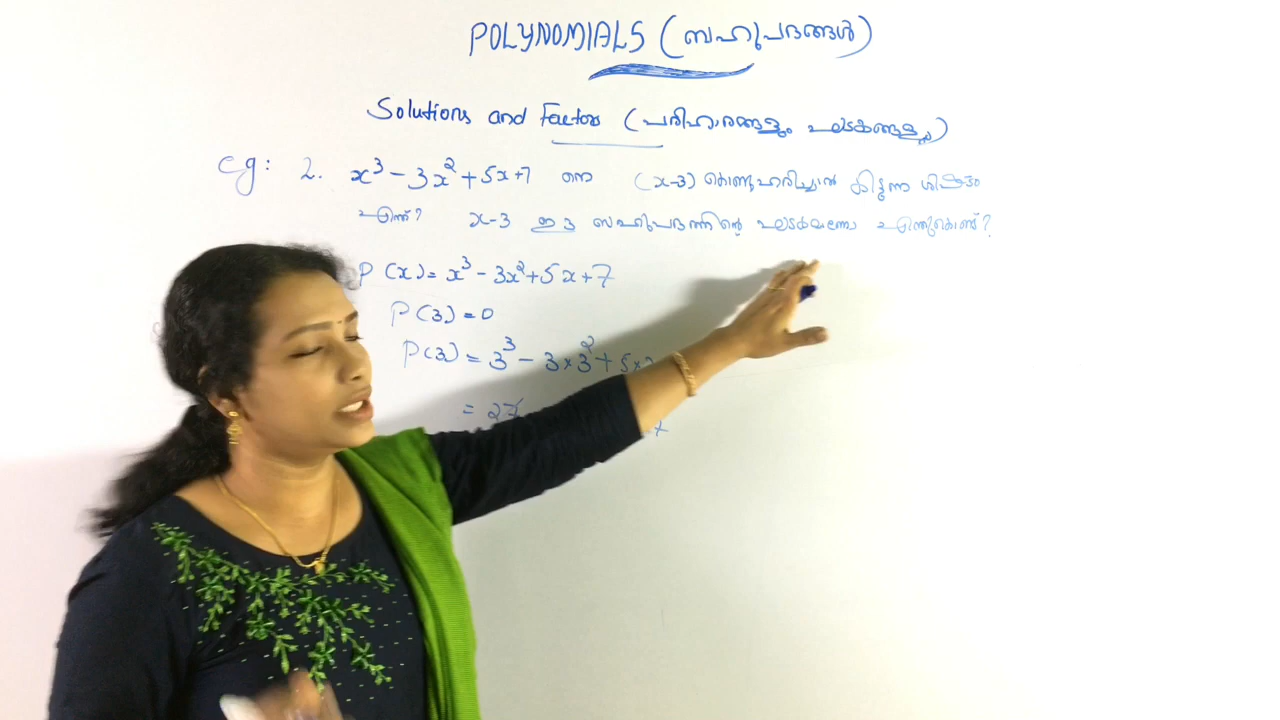 POLYNOMIALS (ബഹുപദങ്ങൾ)
Solutions and Factors (പരിഹാരങ്ങളും ഘടകങ്ങളും)
eg: 2. x³ - 3x² + 5x + 7 നെ (x-3) കൊണ്ടുഹരിച്ചാൽ കിട്ടുന്ന ശിഷ്ടം
എന്ത്? x-3 ഈ ബഹുപദത്തിന്റെ ഘടകമാണോ എന്തുകൊണ്ട്?
P(x) = x³ - 3x² + 5x + 7
P(3) = 0
P(3) = 3³ - 3×3² + 5×
= 27